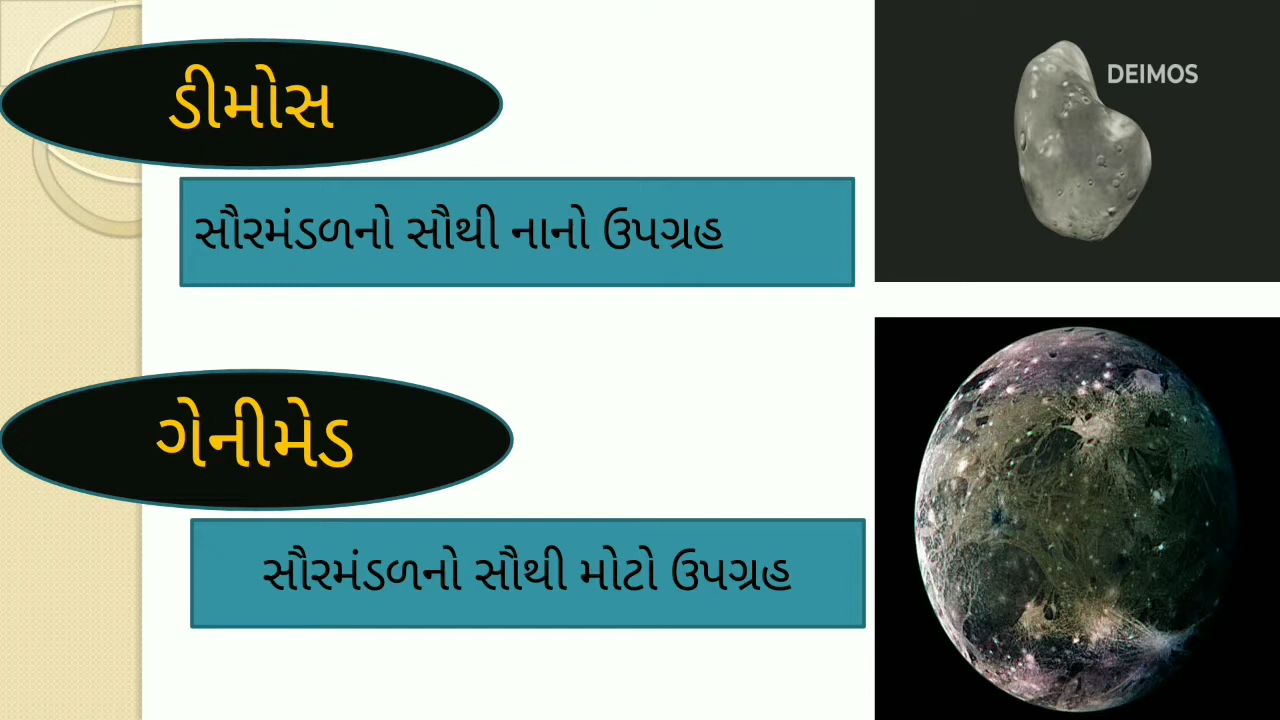 ડીમોસ
DEIMOS
સૌરમંડળનો સૌથી નાનો ઉપગ્રહ
ગેનીમેડ
સૌરમંડળનો સૌથી મોટો ઉપગ્રહ